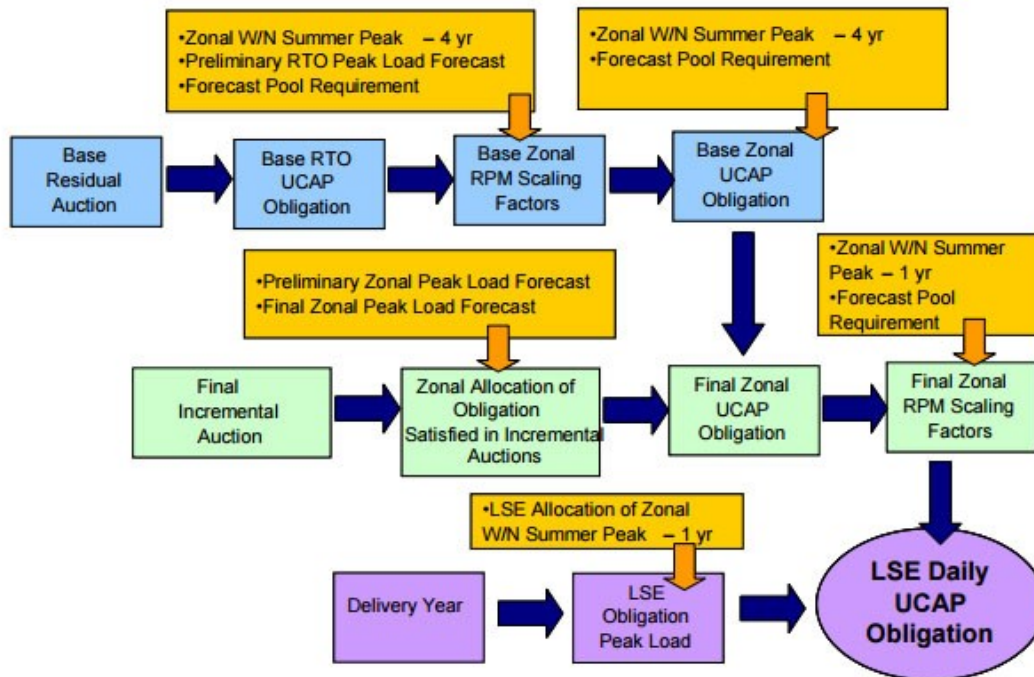 •Zonal W/N Summer Peak – 4 yr
•Preliminary RTO Peak Load Forecast
•Forecast Pool Requirement
•Zonal W/N Summer Peak – 4 yr
•Forecast Pool Requirement
Base
Residual
Auction
Base RTO
UCAP
Obligation
Base Zonal
RPM Scaling
Factors
Base Zonal
UCAP
Obligation
•Preliminary Zonal Peak Load Forecast
•Final Zonal Peak Load Forecast
•Zonal W/N Summer
Peak – 1 yr
•Forecast Pool
Requirement
Final
Incremental
Auction
Zonal Allocation of
Obligation
Satisfied in Incremental
Auctions
Final Zonal
UCAP
Obligation
Final Zonal
RPM Scaling
Factors
•LSE Allocation of Zonal
W/N Summer Peak – 1 yr
Delivery Year
LSE
Obligation
Peak Load
LSE Daily
UCAP
Obligation